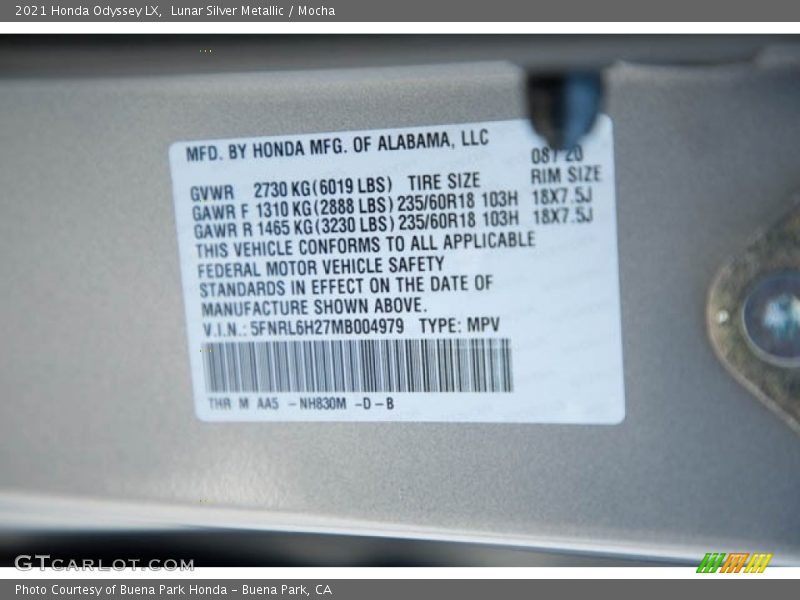 2021 Honda Odyssey LX,  Lunar Silver Metallic / Mocha
MFD. BY HONDA MFG. OF ALABAMA, LLC 08/20
GVWR 2730 KG(6019 LBS) TIRE SIZE RIM SIZE
GAWR F 1310 KG(2888 LBS) 235/60R18 103H 18X7.5J
GAWR R 1465 KG(3230 LBS) 235/60R18 103H 18X7.5J
THIS VEHICLE CONFORMS TO ALL APPLICABLE
FEDERAL MOTOR VEHICLE SAFETY
STANDARDS IN EFFECT ON THE DATE OF
MANUFACTURE SHOWN ABOVE.
V.I.N.: 5FNRL6H27MB004979 TYPE: MPV
THR M AA5 -NH830M -D-B
GTCARLOT.COM
Photo Courtesy of Buena Park Honda - Buena Park, CA